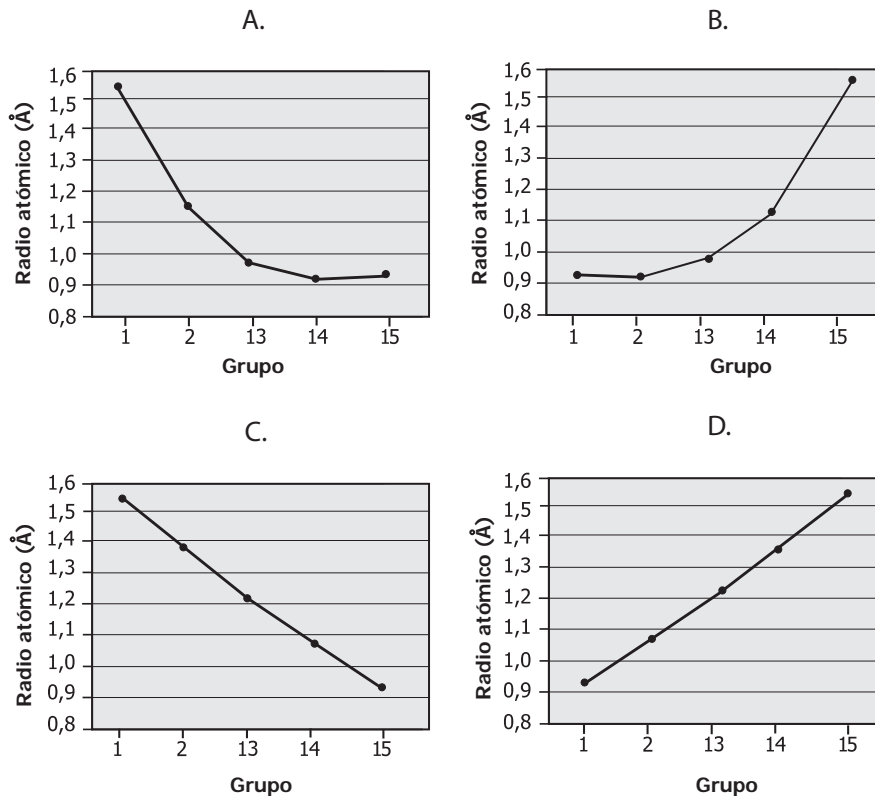 A.
1,6
1,5
1,4
1,3
1,2
1,1
1,0
0,9
0,8
Radio atómico (Å)
1 2 13 14 15
Grupo
B.
1,6
1,5
1,4
1,3
1,2
1,1
1,0
0,9
0,8
Radio atómico (Å)
1 2 13 14 15
Grupo
C.
1,6
1,5
1,4
1,3
1,2
1,1
1,0
0,9
0,8
Radio atómico (Å)
1 2 13 14 15
Grupo
D.
1,6
1,5
1,4
1,3
1,2
1,1
1,0
0,9
0,8
Radio atómico (Å)
1 2 13 14 15
Grupo